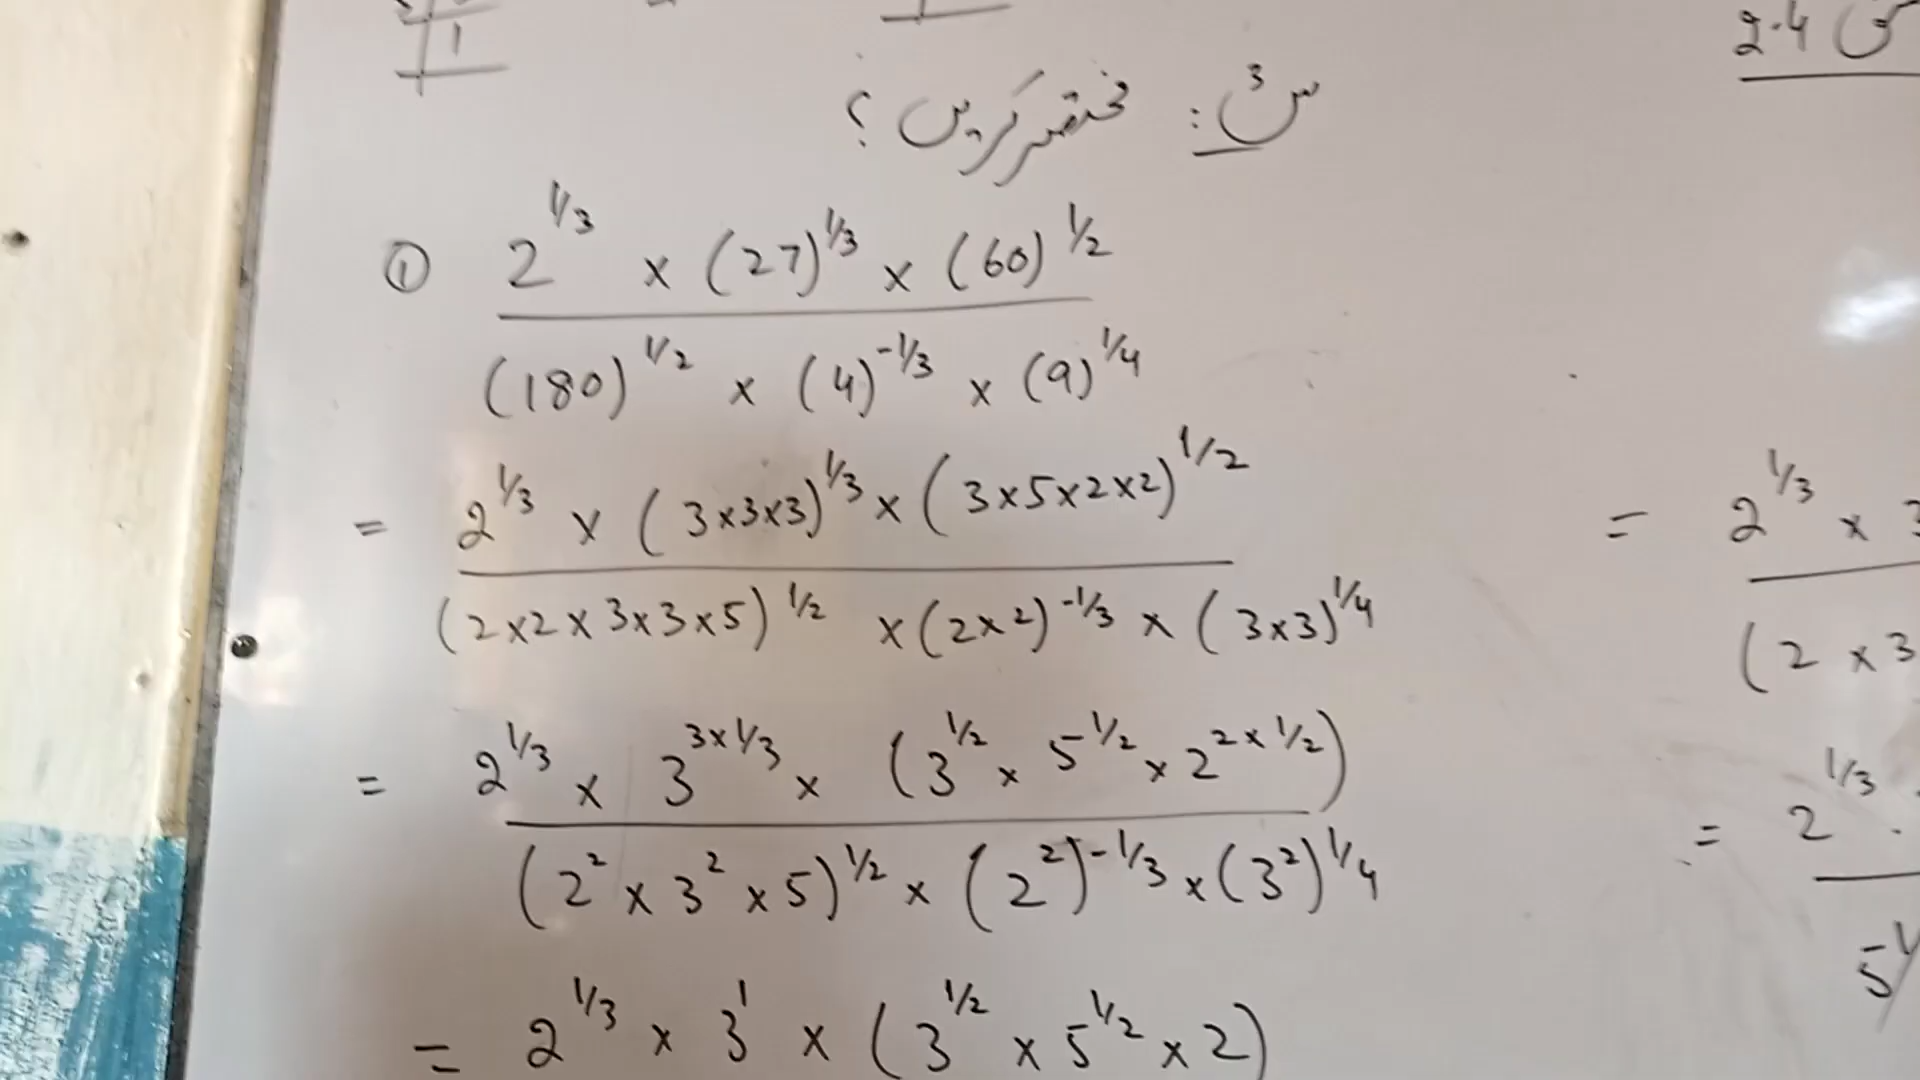 1
2.4
س3: مختصر کریں ؟
① 2^{1/3} × (27)^{1/3} × (60)^{1/2}
(180)^{1/2} × (4)^{-1/3} × (9)^{1/4}
= 2^{1/3} × (3×3×3)^{1/3} × (3×5×2×2)^{1/2}
(2×2×3×3×5)^{1/2} × (2×2)^{-1/3} × (3×3)^{1/4}
= 2^{1/3} × 3^{3×1/3} × (3^{1/2} × 5^{1/2} × 2^{2×1/2})
(2^2 × 3^2 × 5)^{1/2} × (2^2)^{-1/3} × (3^2)^{1/4}
= 2^{1/3} × 3^1 × (3^{1/2} × 5^{1/2} × 2)
= 2^{1/3} × 3
(2 × 3
= 2^{1/3}
5